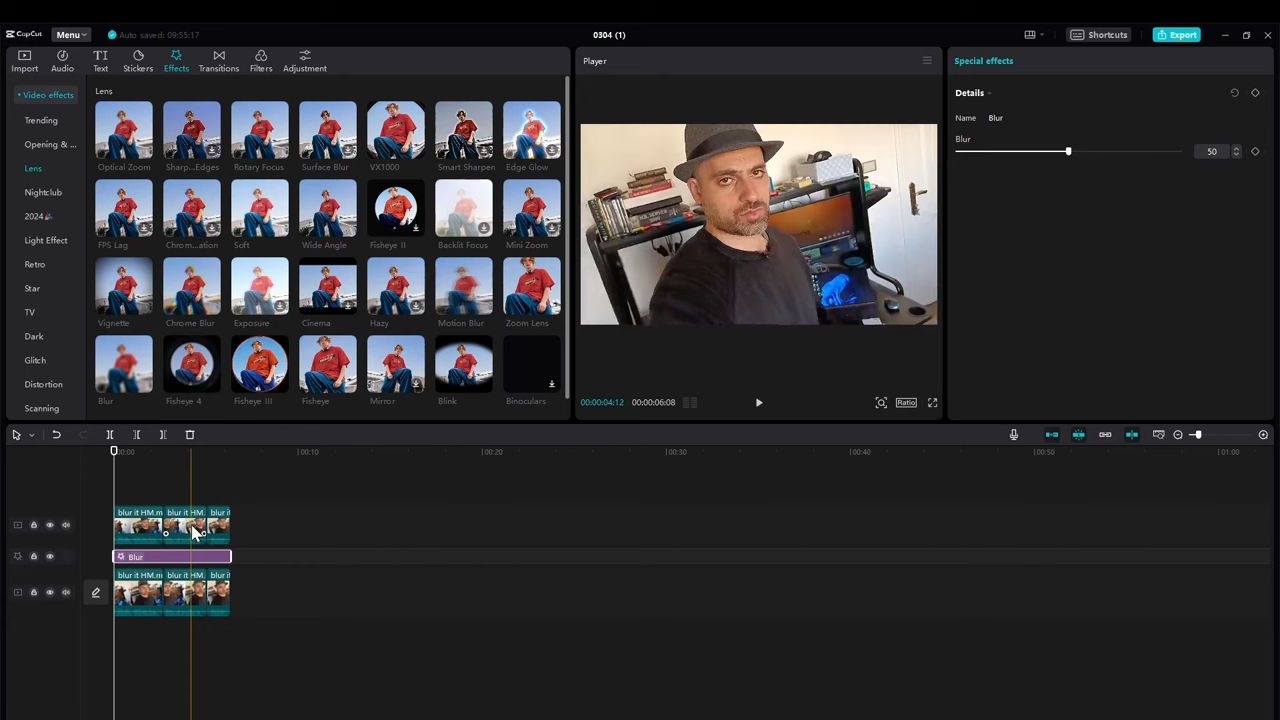 CapCut Menu Auto saved: 09:55:17 0304 (1) Shortcuts Export
Import Audio Text Stickers Effects Transitions Filters Adjustment
Video effects
Trending
Opening & ...
Lens
Nightclub
2024🎉
Light Effect
Retro
Star
TV
Dark
Glitch
Distortion
Scanning
Lens
Optical Zoom Sharp...Edges Rotary Focus Surface Blur VX1000 Smart Sharpen Edge Glow
FPS Lag Chrom...ation Soft Wide Angle Fisheye II Backlit Focus Mini Zoom
Vignette Chrome Blur Exposure Cinema Hazy Motion Blur Zoom Lens
Blur Fisheye 4 Fisheye III Fisheye Mirror Blink Binoculars
Player
00:00:04:12 00:00:06:08
Ratio
Special effects
Details
Name Blur
Blur
50
00:00 00:10 00:20 00:30 00:40 00:50 01:00
blur it HM.m blur it HM. blur it
Blur
blur it HM.m blur it HM. blur it